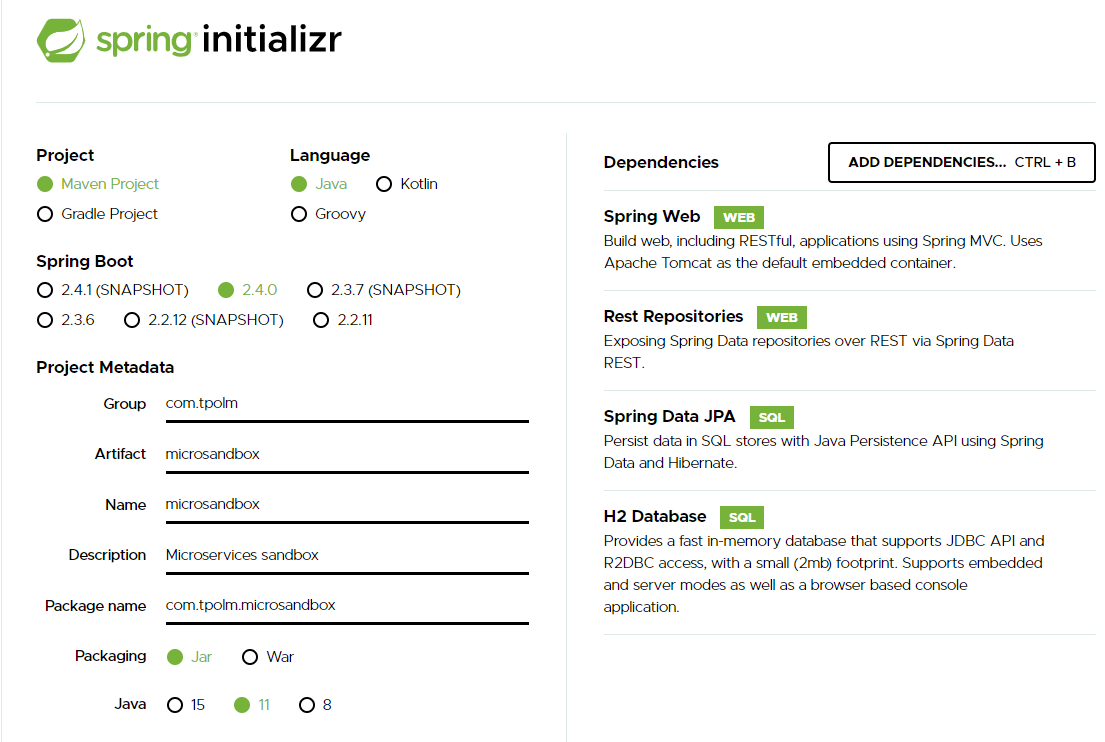 spring initializr
Project
Language
Maven Project
Java Kotlin
Gradle Project
Groovy
Spring Boot
2.4.1 (SNAPSHOT) 2.4.0 2.3.7 (SNAPSHOT)
2.3.6 2.2.12 (SNAPSHOT) 2.2.11
Project Metadata
Group com.tpolm
Artifact microsandbox
Name microsandbox
Description Microservices sandbox
Package name com.tpolm.microsandbox
Packaging Jar War
Java 15 11 8
Dependencies
ADD DEPENDENCIES... CTRL + B
Spring Web WEB
Build web, including RESTful, applications using Spring MVC. Uses
Apache Tomcat as the default embedded container.
Rest Repositories WEB
Exposing Spring Data repositories over REST via Spring Data
REST.
Spring Data JPA SQL
Persist data in SQL stores with Java Persistence API using Spring
Data and Hibernate.
H2 Database SQL
Provides a fast in-memory database that supports JDBC API and
R2DBC access, with a small (2mb) footprint. Supports embedded
and server modes as well as a browser based console
application.